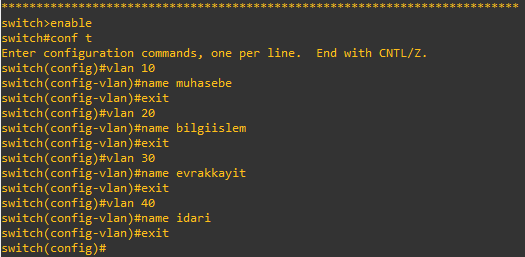 **********************************************************************
switch>enable
switch#conf t
Enter configuration commands, one per line.  End with CNTL/Z.
switch(config)#vlan 10
switch(config-vlan)#name muhasebe
switch(config-vlan)#exit
switch(config)#vlan 20
switch(config-vlan)#name bilgiislem
switch(config-vlan)#exit
switch(config)#vlan 30
switch(config-vlan)#name evrakkayit
switch(config-vlan)#exit
switch(config)#vlan 40
switch(config-vlan)#name idari
switch(config-vlan)#exit
switch(config)#